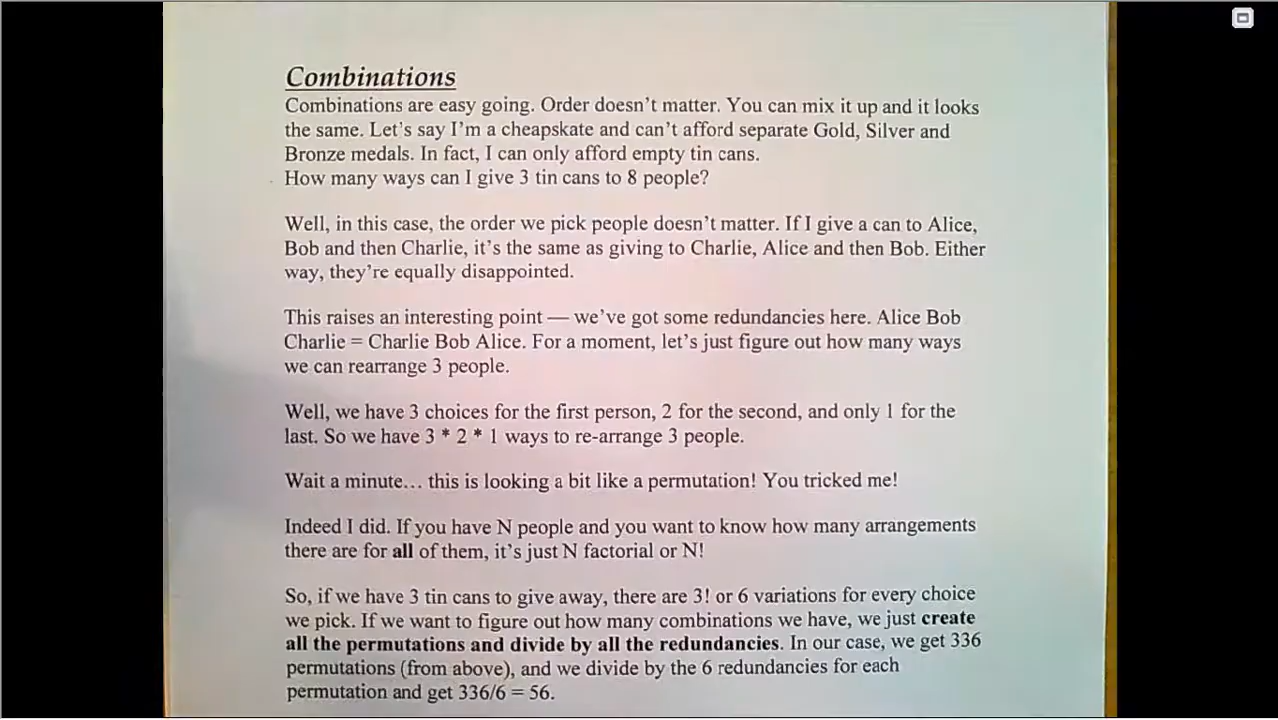 Combinations
Combinations are easy going. Order doesn't matter. You can mix it up and it looks
the same. Let's say I'm a cheapskate and can't afford separate Gold, Silver and
Bronze medals. In fact, I can only afford empty tin cans.
How many ways can I give 3 tin cans to 8 people?
Well, in this case, the order we pick people doesn't matter. If I give a can to Alice,
Bob and then Charlie, it's the same as giving to Charlie, Alice and then Bob. Either
way, they're equally disappointed.
This raises an interesting point — we've got some redundancies here. Alice Bob
Charlie = Charlie Bob Alice. For a moment, let's just figure out how many ways
we can rearrange 3 people.
Well, we have 3 choices for the first person, 2 for the second, and only 1 for the
last. So we have 3 * 2 * 1 ways to re-arrange 3 people.
Wait a minute… this is looking a bit like a permutation! You tricked me!
Indeed I did. If you have N people and you want to know how many arrangements
there are for all of them, it's just N factorial or N!
So, if we have 3 tin cans to give away, there are 3! or 6 variations for every choice
we pick. If we want to figure out how many combinations we have, we just create
all the permutations and divide by all the redundancies. In our case, we get 336
permutations (from above), and we divide by the 6 redundancies for each
permutation and get 336/6 = 56.